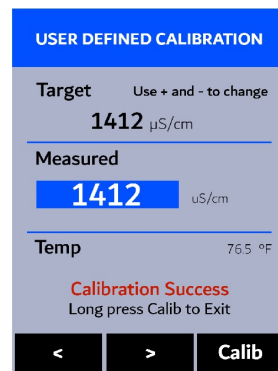 USER DEFINED CALIBRATION
Target Use + and - to change
1412 µS/cm
Measured
1412 uS/cm
Temp 76.5 °F
Calibration Success
Long press Calib to Exit
< > Calib